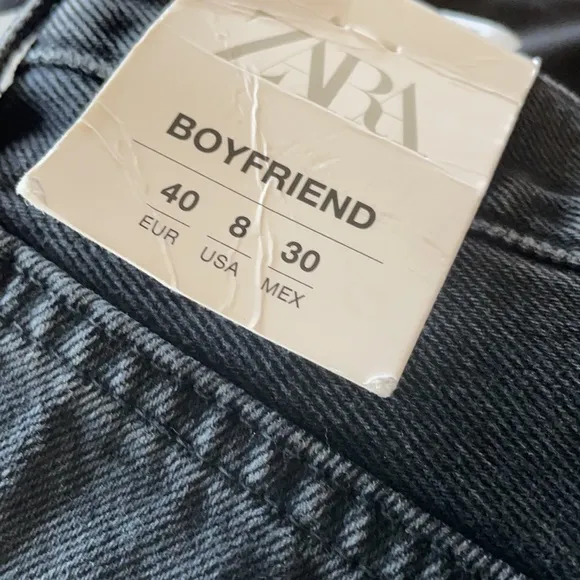 ZARA
BOYFRIEND
40 8 30
EUR USA MEX